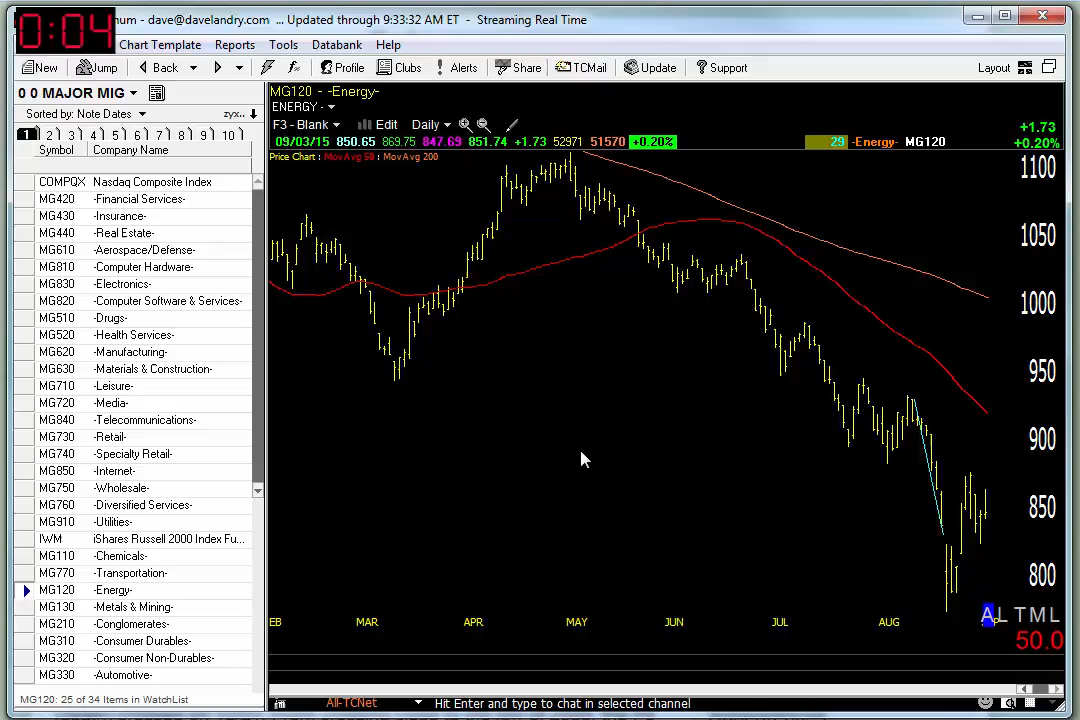 0:04
num - dave@davelandry.com ... Updated through 9:33:32 AM ET - Streaming Real Time
Chart Template Reports Tools Databank Help
New Jump Back Profile Clubs Alerts Share TCMail Update Support Layout
0 0 MAJOR MIG
Sorted by: Note Dates zyx..
1 2 3 4 5 6 7 8 9 10
Symbol Company Name
COMPQX Nasdaq Composite Index
MG420 -Financial Services-
MG430 -Insurance-
MG440 -Real Estate-
MG610 -Aerospace/Defense-
MG810 -Computer Hardware-
MG830 -Electronics-
MG820 -Computer Software & Services-
MG510 -Drugs-
MG520 -Health Services-
MG620 -Manufacturing-
MG630 -Materials & Construction-
MG710 -Leisure-
MG720 -Media-
MG840 -Telecommunications-
MG730 -Retail-
MG740 -Specialty Retail-
MG850 -Internet-
MG750 -Wholesale-
MG760 -Diversified Services-
MG910 -Utilities-
IWM iShares Russell 2000 Index Fu...
MG110 -Chemicals-
MG770 -Transportation-
MG120 -Energy-
MG130 -Metals & Mining-
MG210 -Conglomerates-
MG310 -Consumer Durables-
MG320 -Consumer Non-Durables-
MG330 -Automotive-
MG120: 25 of 34 Items in WatchList
MG120 - -Energy-
ENERGY -
F3 - Blank Edit Daily
09/03/15 850.65 869.75 847.69 851.74 +1.73 52971 51570 +0.20% 29 -Energy- MG120
+1.73
+0.20%
Price Chart : MovAvg 50 : MovAvg 200
1100
1050
1000
950
900
850
800
EB MAR APR MAY JUN JUL AUG
ALTML
50.0
All-TCNet Hit Enter and type to chat in selected channel